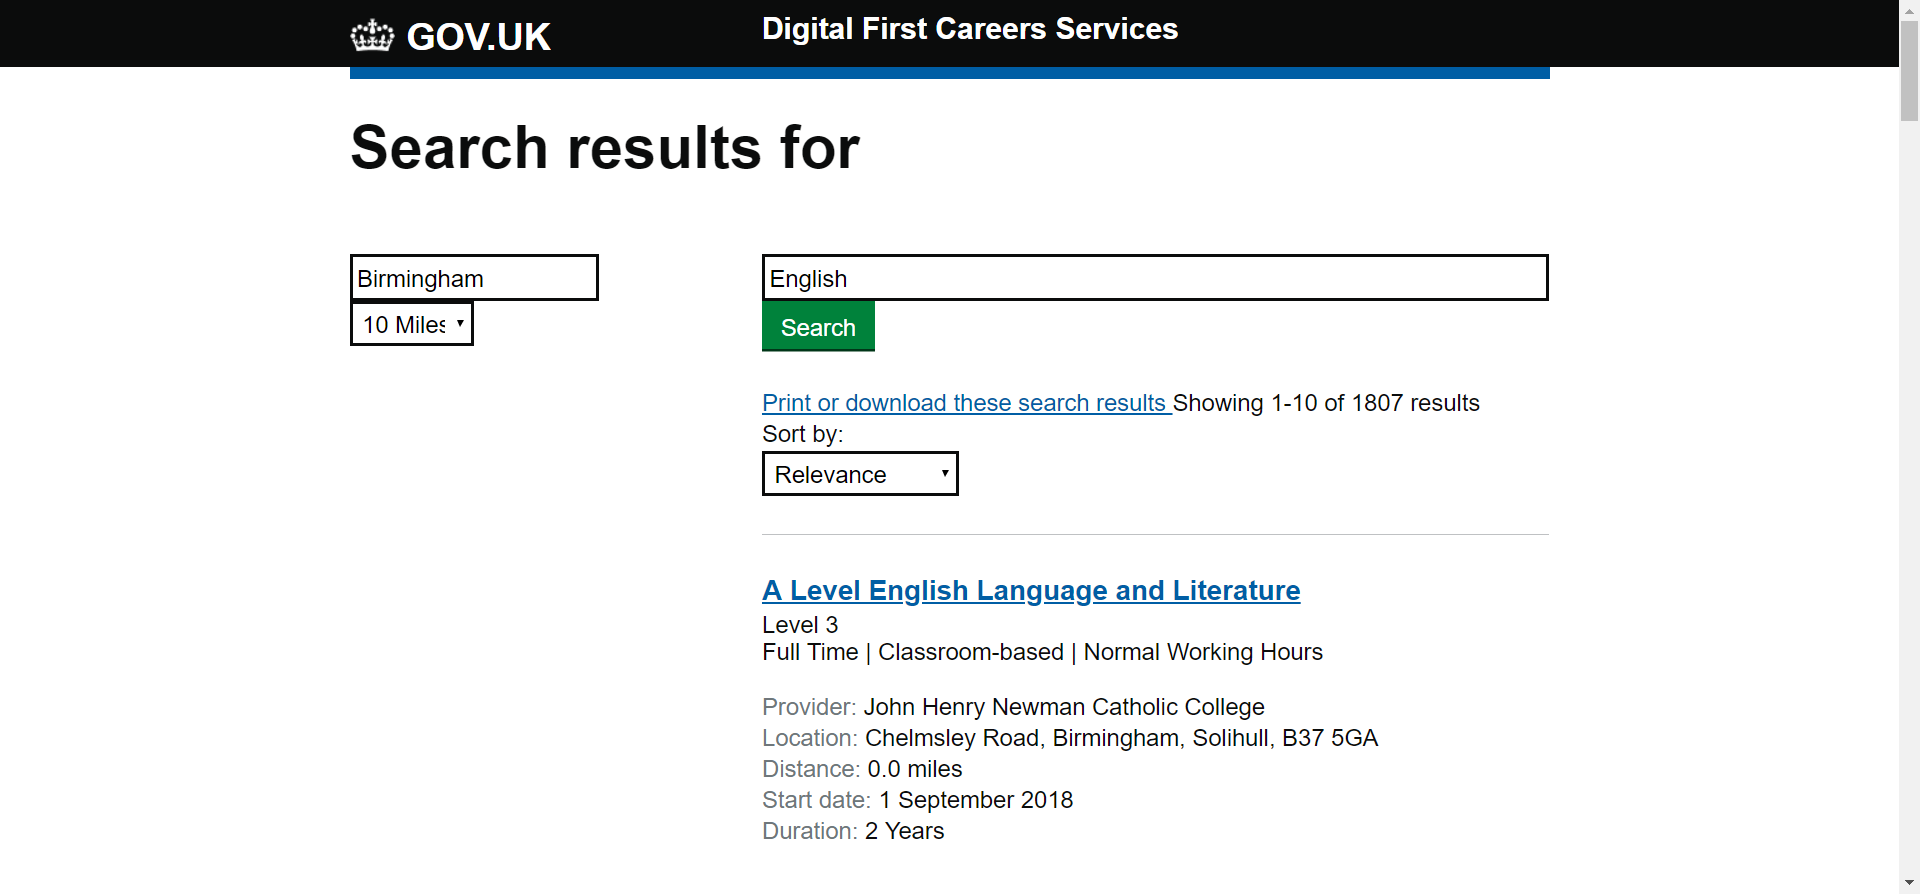 GOV.UK
Digital First Careers Services
Search results for
Birmingham
10 Miles
English
Search
Print or download these search results Showing 1-10 of 1807 results
Sort by:
Relevance
A Level English Language and Literature
Level 3
Full Time | Classroom-based | Normal Working Hours
Provider: John Henry Newman Catholic College
Location: Chelmsley Road, Birmingham, Solihull, B37 5GA
Distance: 0.0 miles
Start date: 1 September 2018
Duration: 2 Years